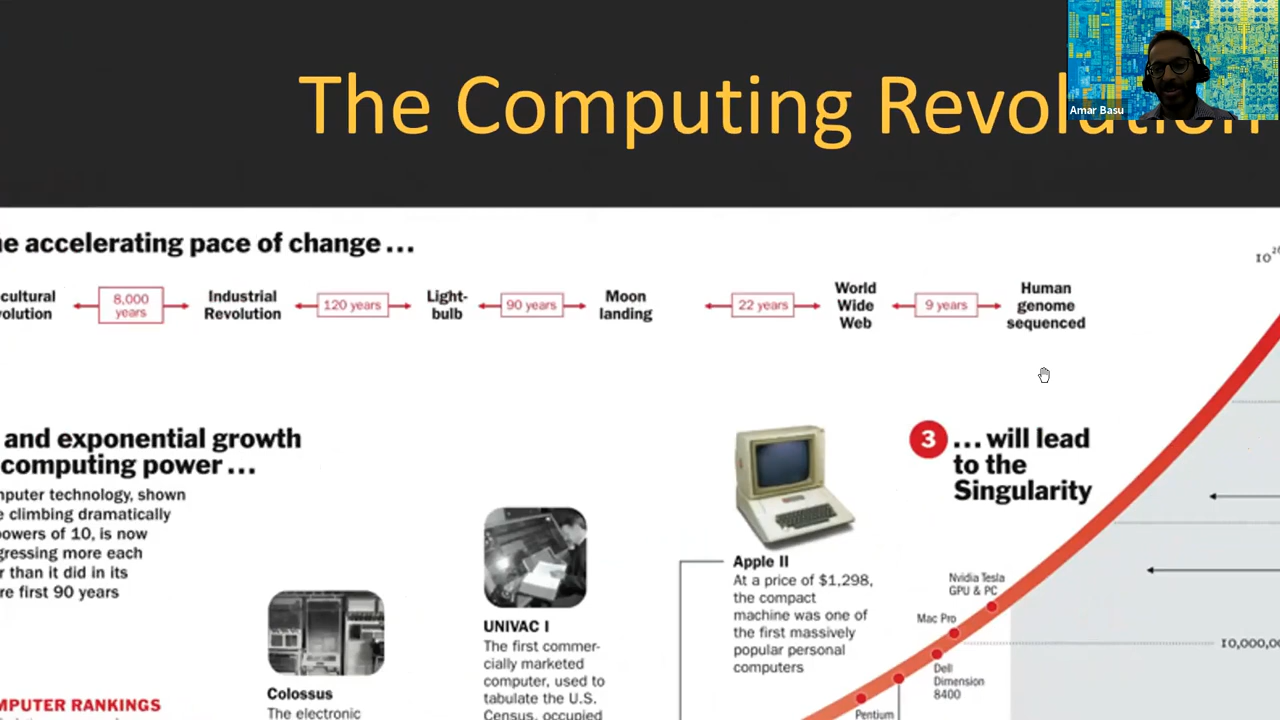 The Computing Revolution
Amar Basu
he accelerating pace of change...
10²⁶
cultural
volution
8,000
years
Industrial
Revolution
120 years
Light-
bulb
90 years
Moon
landing
22 years
World
Wide
Web
9 years
Human
genome
sequenced
and exponential growth
computing power...
mputer technology, shown
e climbing dramatically
powers of 10, is now
gressing more each
r than it did in its
re first 90 years
MPUTER RANKINGS
Colossus
The electronic
UNIVAC I
The first commer-
cially marketed
computer, used to
tabulate the U.S.
Census, occupied
Apple II
At a price of $1,298,
the compact
machine was one of
the first massively
popular personal
computers
3
...will lead
to the
Singularity
Nvidia Tesla
GPU & PC
Mac Pro
10,000,00
Dell
Dimension
8400
Pentium